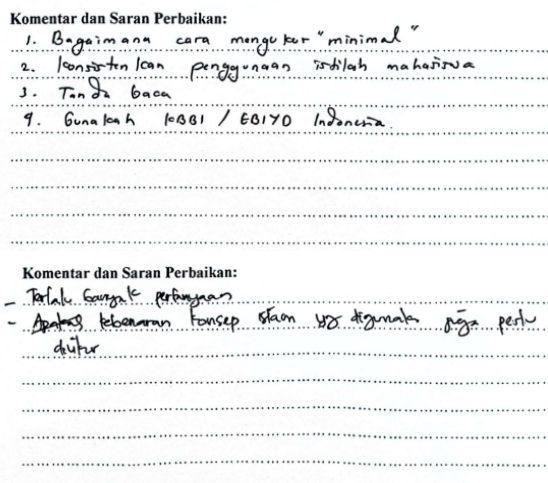 Komentar dan Saran Perbaikan:
1. Bagaimana cara mengukur "minimal"
2. Konsistenkan penggunaan istilah mahasiswa
3. Tanda baca
4. Gunakah KBBI / EBIYD Indonesia.
Komentar dan Saran Perbaikan:
- Terlalu banyak pertanyaan
- Apakah kebenaran konsep yg digunakan juga perlu
diukur